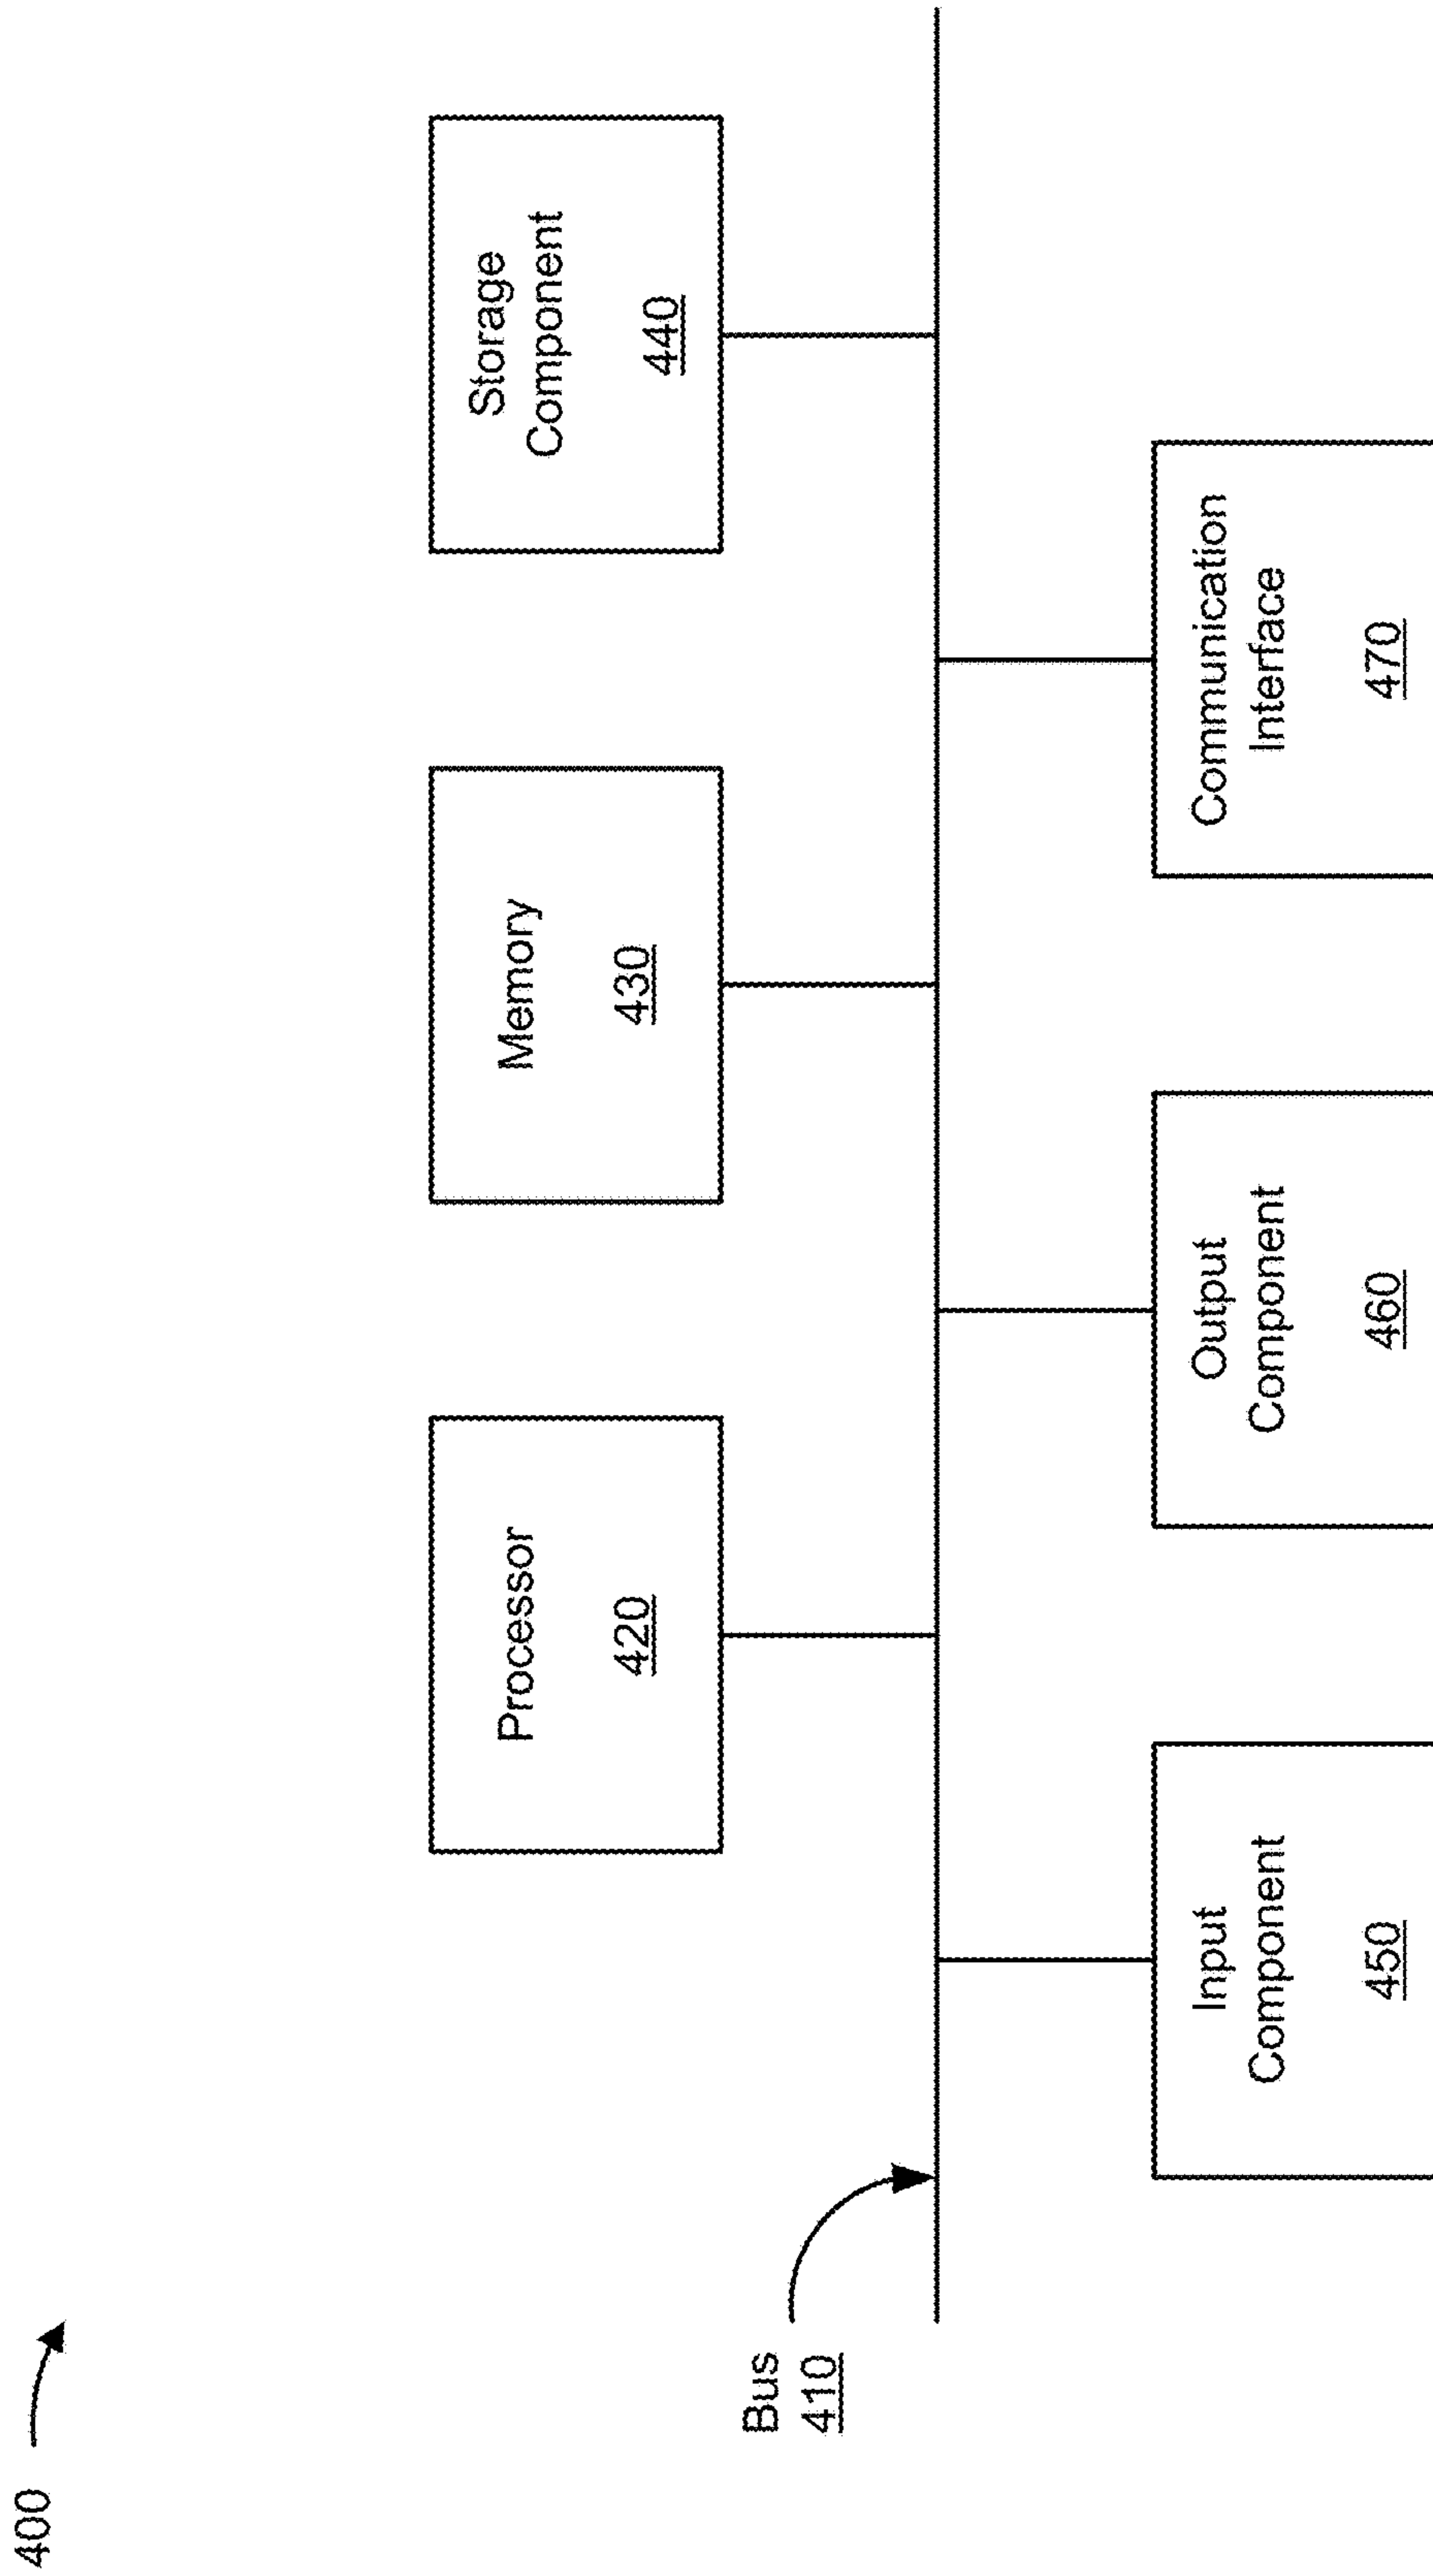 400
Processor
420
Memory
430
Storage
Component
440
Bus
410
Input
Component
450
Output
Component
460
Communication
Interface
470